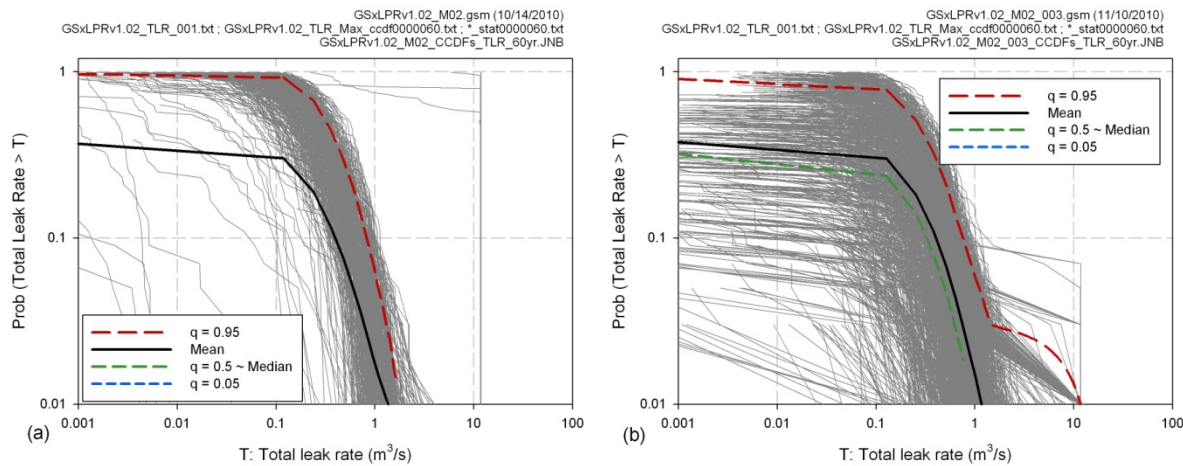 GSxLPRv1.02_M02.gsm (10/14/2010)
GSxLPRv1.02_TLR_001.txt ; GSxLPRv1.02_TLR_Max_ccdf0000060.txt ; *_stat0000060.txt
GSxLPRv1.02_M02_CCDFs_TLR_60yr.JNB
Prob (Total Leak Rate > T)
1
0.1
0.01
q = 0.95
Mean
q = 0.5 ~ Median
q = 0.05
0.001
0.01
0.1
1
10
100
(a)
T: Total leak rate (m³/s)
GSxLPRv1.02_M02_003.gsm (11/10/2010)
GSxLPRv1.02_TLR_001.txt ; GSxLPRv1.02_TLR_Max_ccdf0000060.txt ; *_stat0000060.txt
GSxLPRv1.02_M02_003_CCDFs_TLR_60yr.JNB
Prob (Total Leak Rate > T)
1
0.1
0.01
q = 0.95
Mean
q = 0.5 ~ Median
q = 0.05
0.001
0.01
0.1
1
10
100
(b)
T: Total leak rate (m³/s)